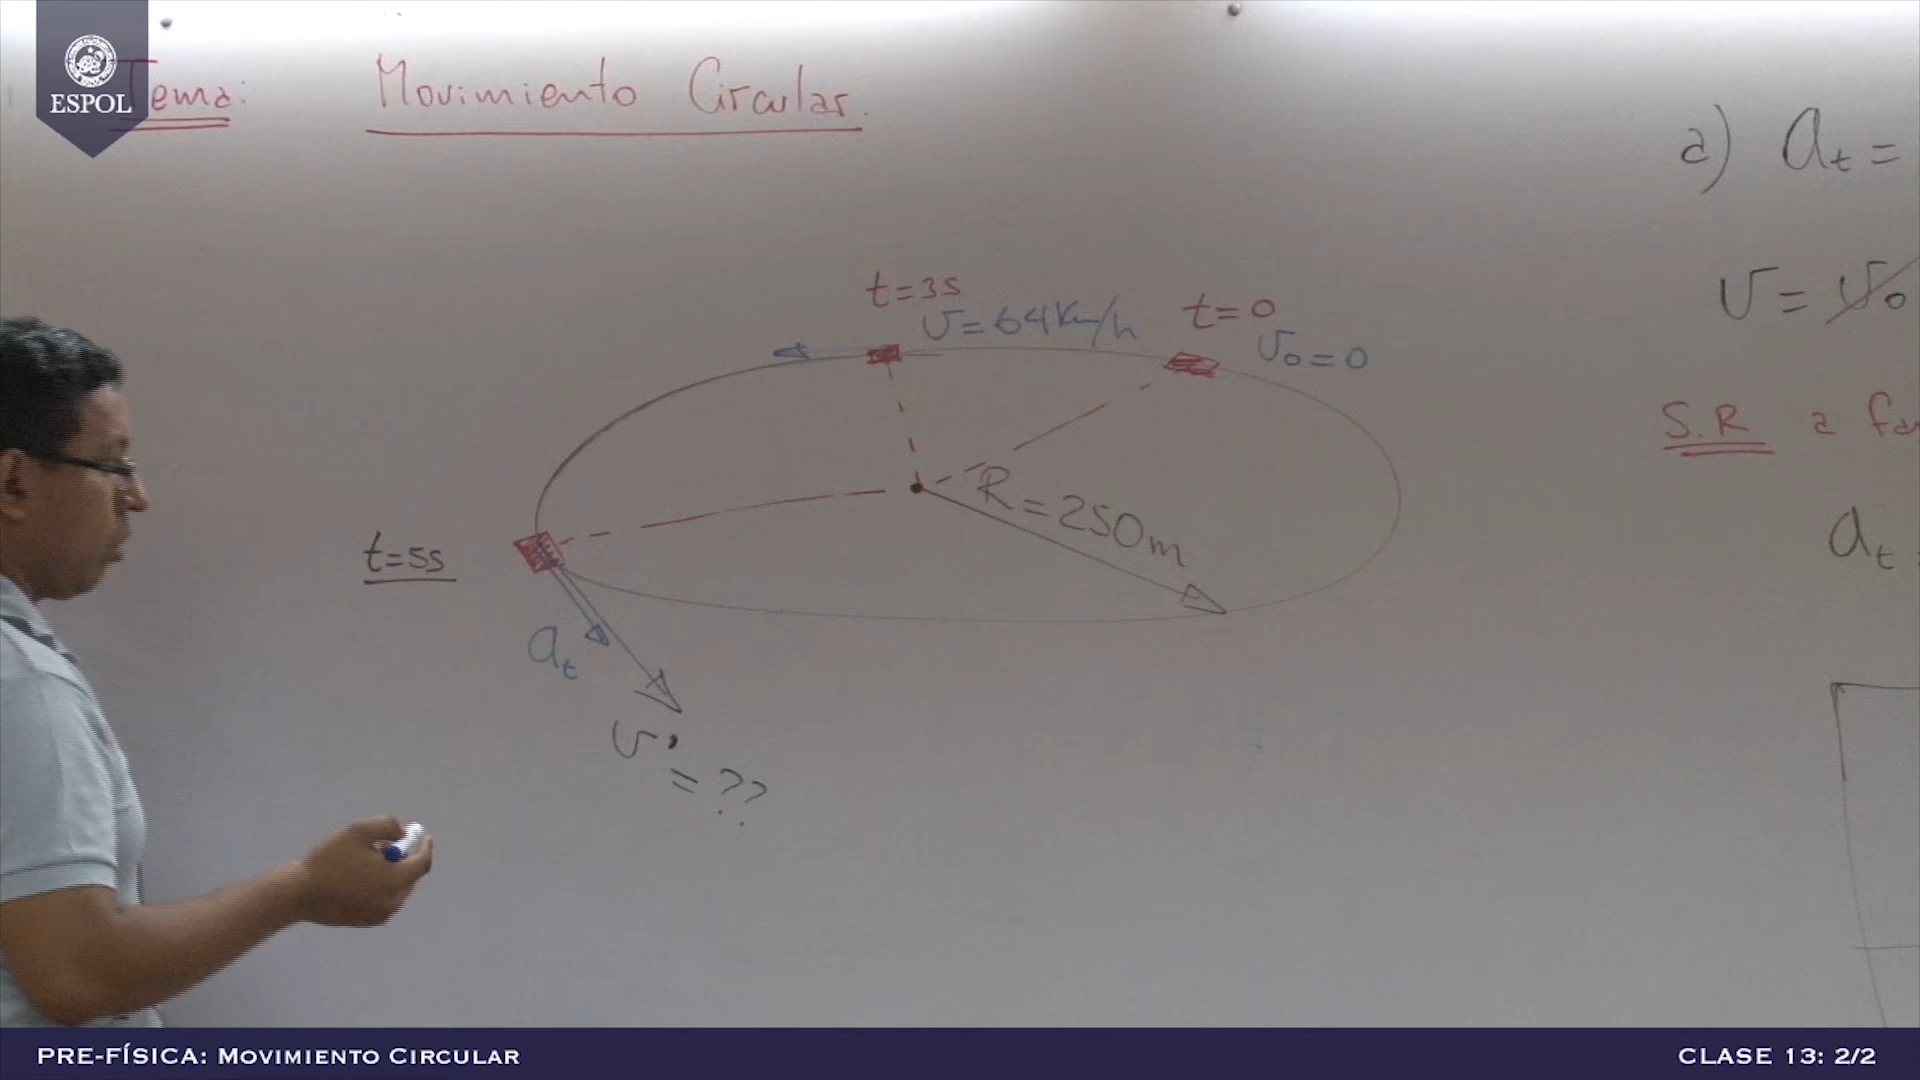 ESPOL
Tema: Movimiento Circular.
a) at =
t=3s
v=64Km/h
t=0
v0=0
v = v0
S.R a
R=250m
at
t=5s
at
v
=??
PRE-FÍSICA: MOVIMIENTO CIRCULAR
CLASE 13: 2/2